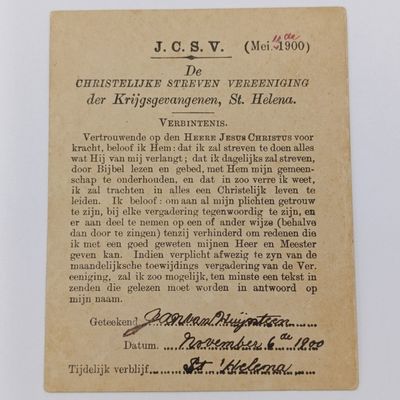 J. C. S. V. (Mei 1900)
De
CHRISTELIJKE STREVEN VEREENIGING
der Krijgsgevangenen, St. Helena.
VERBINTENIS.
Vertrouwende op den HEERE JESUS CHRISTUS voor
kracht, beloof ik Hem: dat ik zal streven te doen alles
wat Hij van mij verlangt; dat ik dagelijks zal streven,
door Bijbel lezen en gebed, met Hem mijn gemeen-
schap te onderhouden, en dat in zoo verre ik weet,
ik zal trachten in alles een Christelijk leven te
leiden. Ik beloof: om aan al mijn plichten getrouw
te zijn, bij elke vergadering tegenwoordig te zijn, en
er aan deel te nemen op een of ander wijze (behalve
dan door te zingen) tenzij verhinderd om redenen die
ik met een goed geweten mijnen Heer en Meester
geven kan. Indien verplicht afwezig te zyn van de
maandelijksche toewijdings vergadering van de Ver.
eeniging, zal ik zoo mogelijk, ten minste een tekst in
zenden die gelezen moet worden in antwoord op
mijn naam.
Geteekend
Datum. November 6de 1900
Tijdelijk verblijf. St Helena